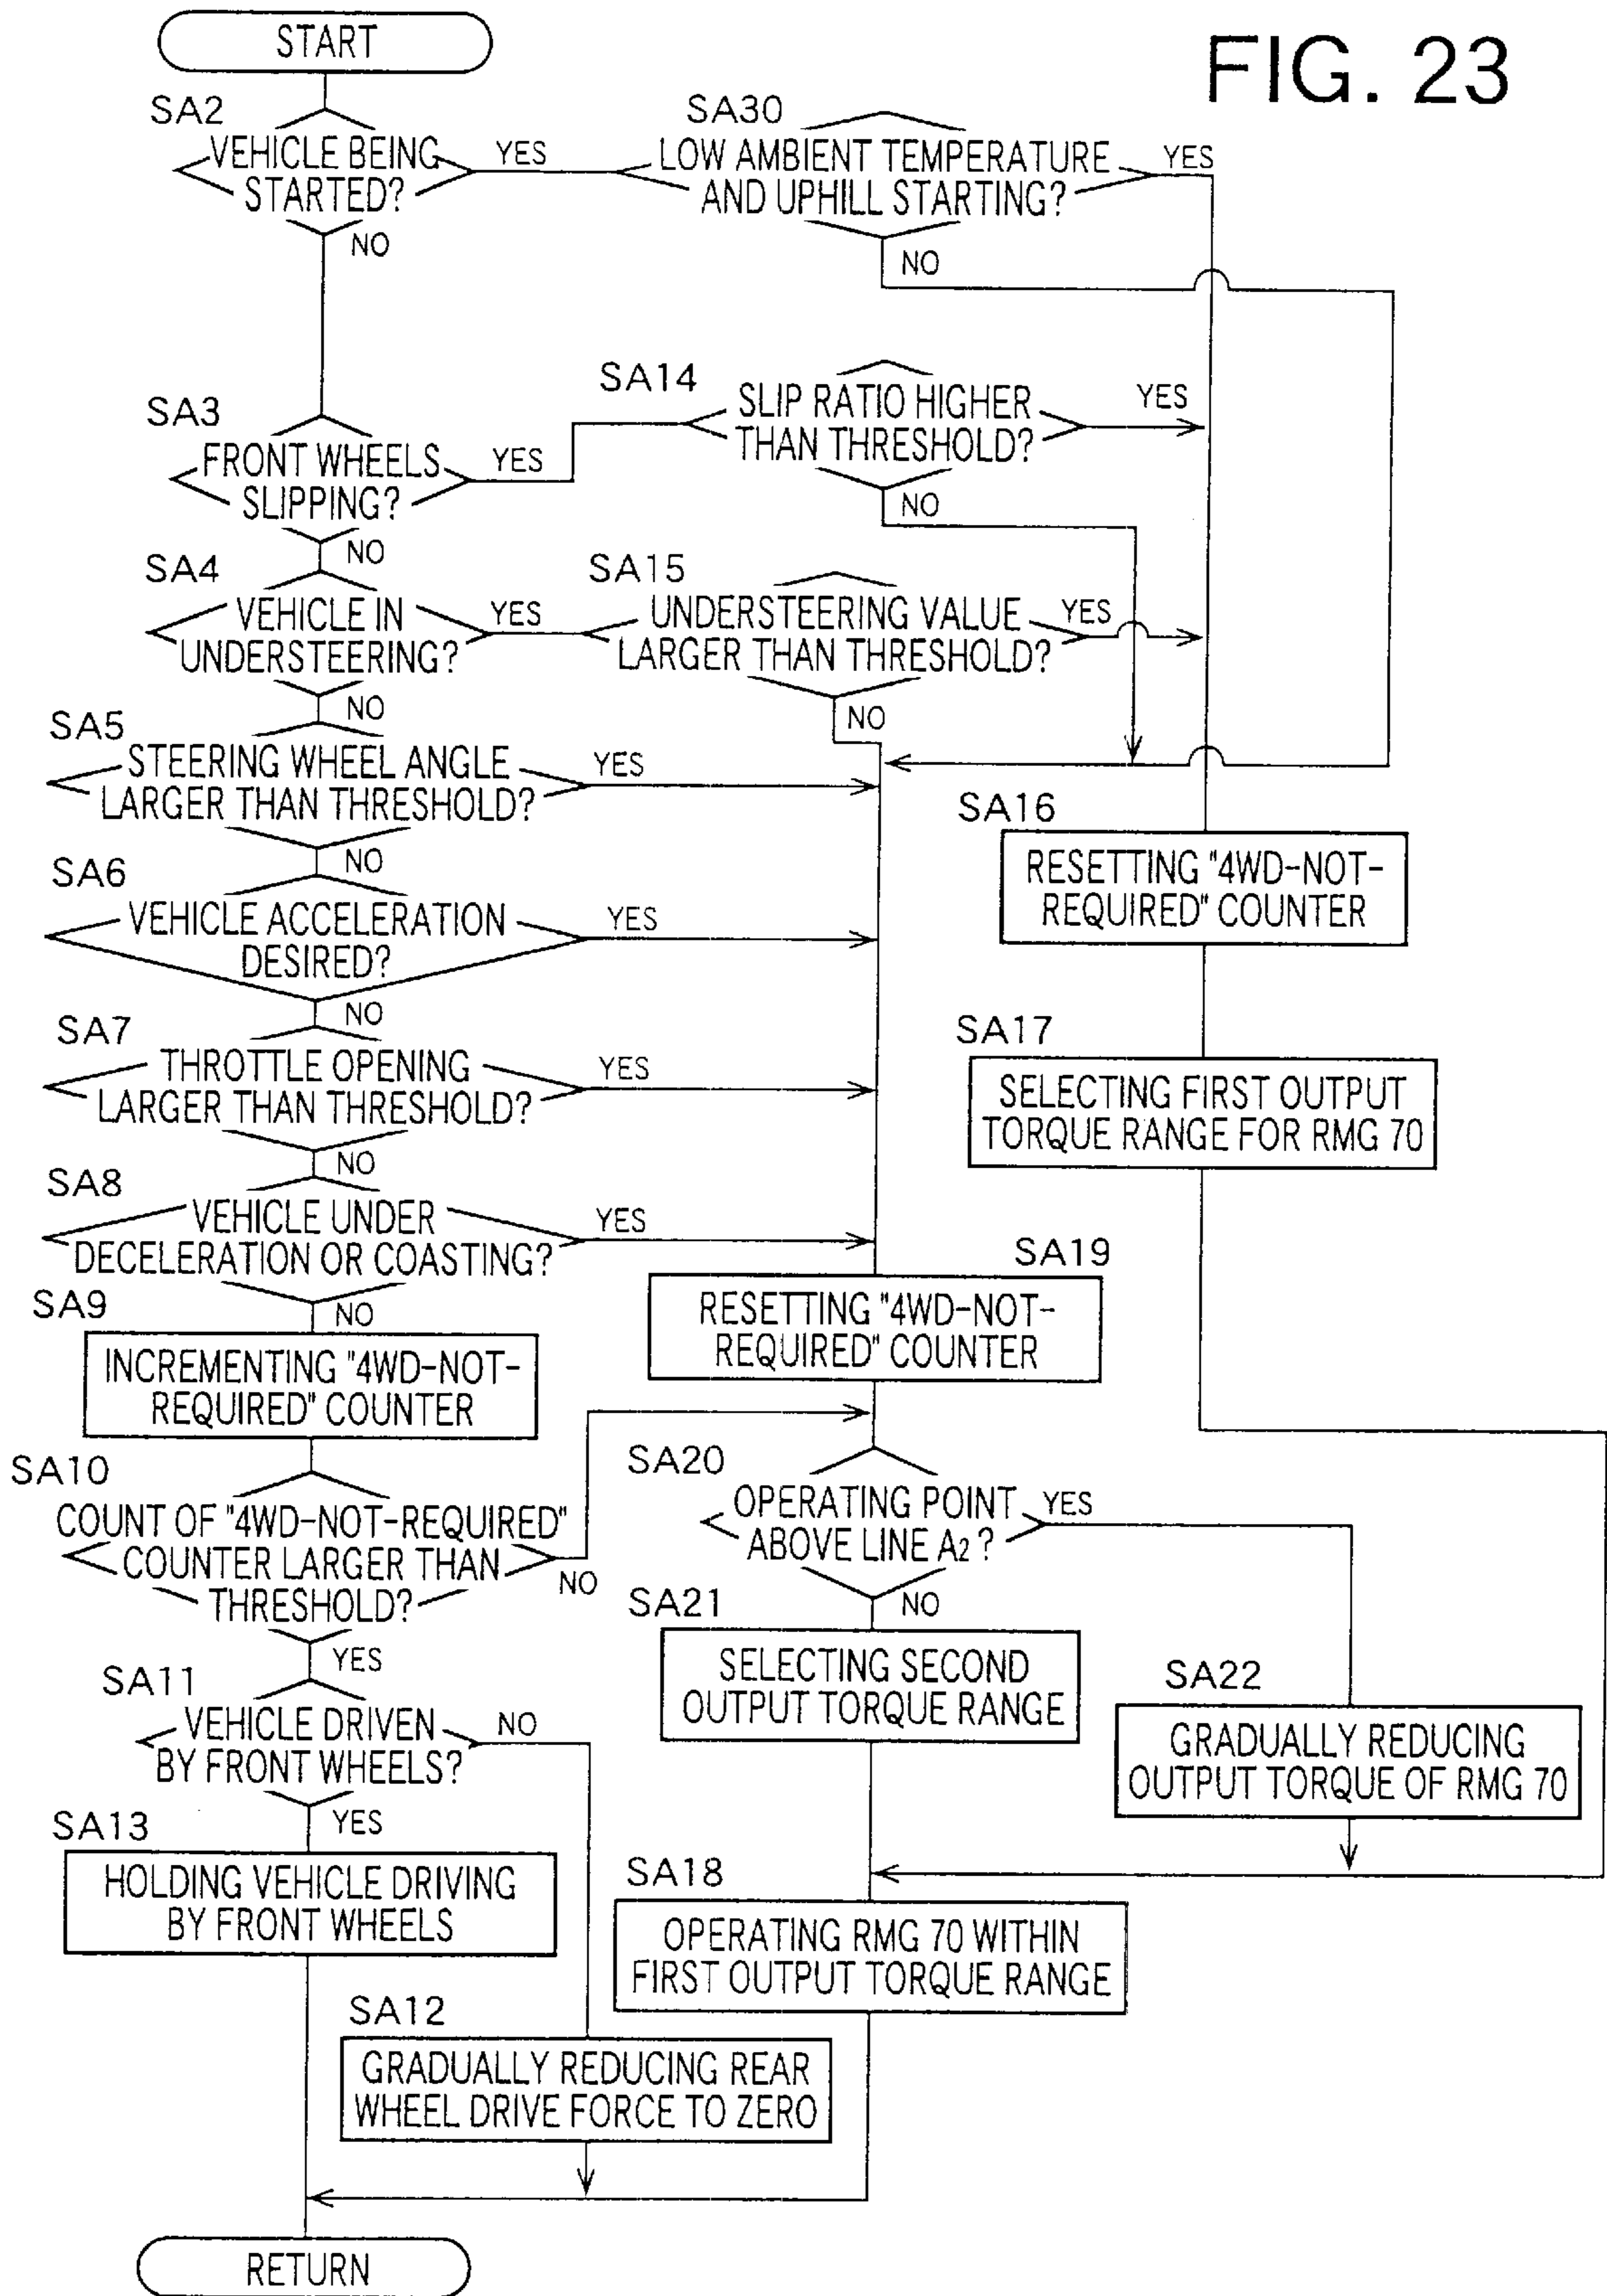 FIG. 23
START
SA2
VEHICLE BEING
STARTED?
YES
NO
SA30
LOW AMBIENT TEMPERATURE
AND UPHILL STARTING?
YES
NO
SA3
FRONT WHEELS
SLIPPING?
YES
NO
SA14
SLIP RATIO HIGHER
THAN THRESHOLD?
YES
NO
SA4
VEHICLE IN
UNDERSTEERING?
YES
NO
SA15
UNDERSTEERING VALUE
LARGER THAN THRESHOLD?
YES
NO
SA5
STEERING WHEEL ANGLE
LARGER THAN THRESHOLD?
YES
NO
SA6
VEHICLE ACCELERATION
DESIRED?
YES
NO
SA7
THROTTLE OPENING
LARGER THAN THRESHOLD?
YES
NO
SA8
VEHICLE UNDER
DECELERATION OR COASTING?
YES
NO
SA9
INCREMENTING "4WD-NOT-
REQUIRED" COUNTER
SA10
COUNT OF "4WD-NOT-REQUIRED"
COUNTER LARGER THAN
THRESHOLD?
NO
YES
SA11
VEHICLE DRIVEN
BY FRONT WHEELS?
NO
YES
SA13
HOLDING VEHICLE DRIVING
BY FRONT WHEELS
SA12
GRADUALLY REDUCING REAR
WHEEL DRIVE FORCE TO ZERO
SA16
RESETTING "4WD-NOT-
REQUIRED" COUNTER
SA17
SELECTING FIRST OUTPUT
TORQUE RANGE FOR RMG 70
SA19
RESETTING "4WD-NOT-
REQUIRED" COUNTER
SA20
OPERATING POINT
ABOVE LINE A2 ?
YES
NO
SA21
SELECTING SECOND
OUTPUT TORQUE RANGE
SA22
GRADUALLY REDUCING
OUTPUT TORQUE OF RMG 70
SA18
OPERATING RMG 70 WITHIN
FIRST OUTPUT TORQUE RANGE
RETURN